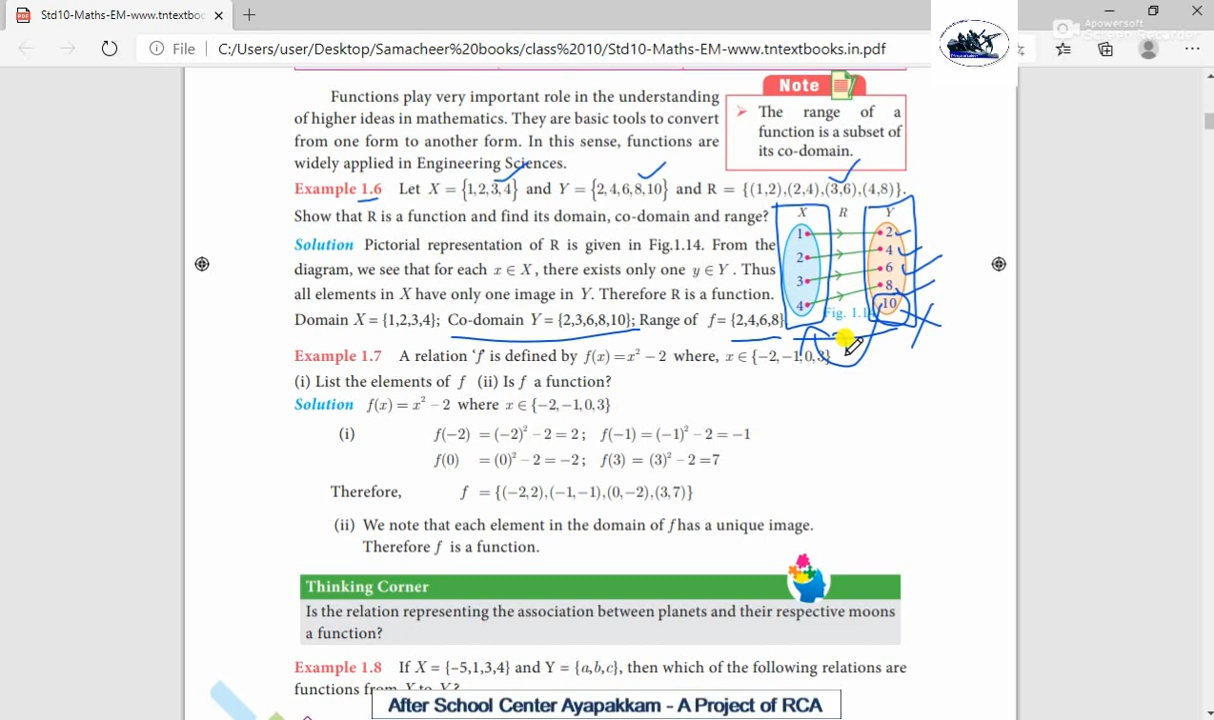 Std10-Maths-EM-www.tntextbooks
File C:/Users/user/Desktop/Samacheer%20books/class%2010/Std10-Maths-EM-www.tntextbooks.in.pdf
Apowersoft
Screen Recorder
Functions play very important role in the understanding
of higher ideas in mathematics. They are basic tools to convert
from one form to another form. In this sense, functions are
widely applied in Engineering Sciences.
Note
The range of a
function is a subset of
its co-domain.
Example 1.6 Let X = {1,2,3,4} and Y = {2,4,6,8,10} and R = {(1,2),(2,4),(3,6),(4,8)}.
Show that R is a function and find its domain, co-domain and range?
Solution Pictorial representation of R is given in Fig.1.14. From the
diagram, we see that for each x ∈ X, there exists only one y ∈ Y. Thus
all elements in X have only one image in Y. Therefore R is a function.
Domain X = {1,2,3,4}; Co-domain Y = {2,3,6,8,10}; Range of f= {2,4,6,8}
X R Y
1 2
2 4
3 6
4 8
10
Fig. 1.1
Example 1.7 A relation ‘f’ is defined by f(x) = x² − 2 where, x ∈ {−2,−1,0,3}
(i) List the elements of f (ii) Is f a function?
Solution f(x) = x² − 2 where x ∈ {−2,−1,0,3}
(i) f(−2) = (−2)² − 2 = 2; f(−1) = (−1)² − 2 = −1
f(0) = (0)² − 2 = −2; f(3) = (3)² − 2 =7
Therefore, f = {(−2,2),(−1,−1),(0,−2),(3,7)}
(ii) We note that each element in the domain of f has a unique image.
Therefore f is a function.
Thinking Corner
Is the relation representing the association between planets and their respective moons
a function?
Example 1.8 If X = {−5,1,3,4} and Y = {a,b,c}, then which of the following relations are
functions from X to Y?
After School Center Ayapakkam - A Project of RCA